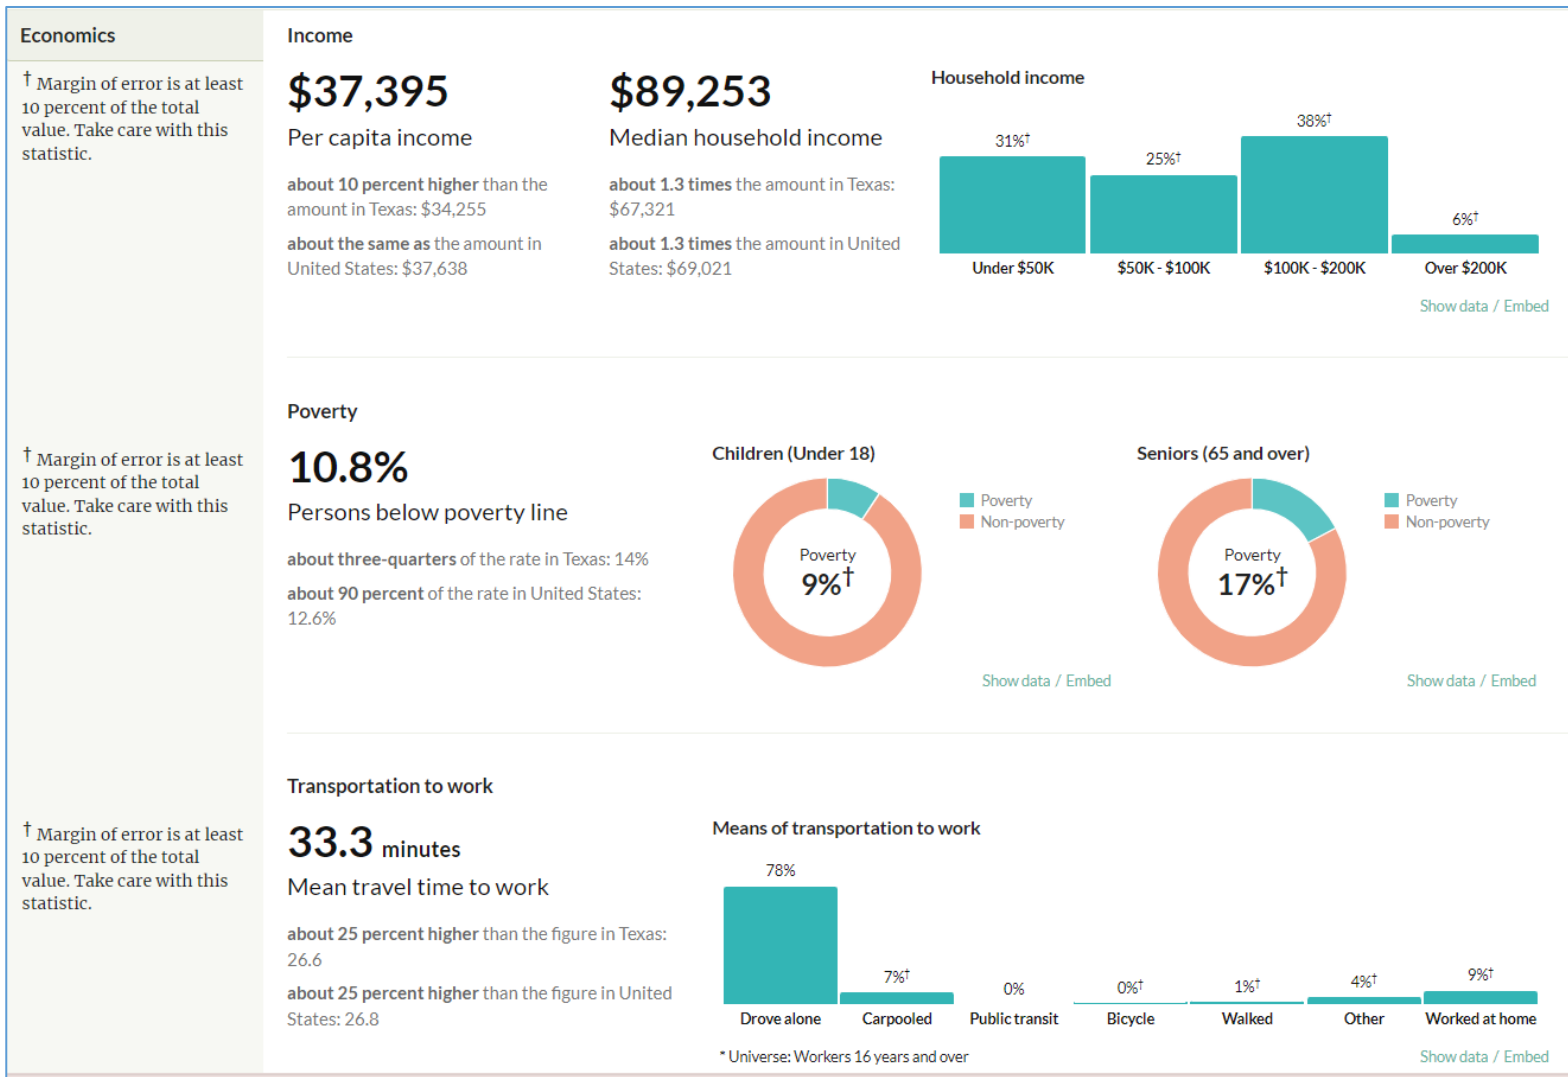 Economics
† Margin of error is at least
10 percent of the total
value. Take care with this
statistic.
Income
$37,395
Per capita income
about 10 percent higher than the
amount in Texas: $34,255
about the same as the amount in
United States: $37,638
$89,253
Median household income
about 1.3 times the amount in Texas:
$67,321
about 1.3 times the amount in United
States: $69,021
Household income
31%†
25%†
38%†
6%†
Under $50K
$50K - $100K
$100K - $200K
Over $200K
Show data / Embed
† Margin of error is at least
10 percent of the total
value. Take care with this
statistic.
Poverty
10.8%
Persons below poverty line
about three-quarters of the rate in Texas: 14%
about 90 percent of the rate in United States:
12.6%
Children (Under 18)
Poverty
9%†
Poverty
Non-poverty
Show data / Embed
Seniors (65 and over)
Poverty
17%†
Poverty
Non-poverty
Show data / Embed
† Margin of error is at least
10 percent of the total
value. Take care with this
statistic.
Transportation to work
33.3 minutes
Mean travel time to work
about 25 percent higher than the figure in Texas:
26.6
about 25 percent higher than the figure in United
States: 26.8
Means of transportation to work
78%
7%†
0%
0%†
1%†
4%†
9%†
Drove alone
Carpooled
Public transit
Bicycle
Walked
Other
Worked at home
* Universe: Workers 16 years and over
Show data / Embed